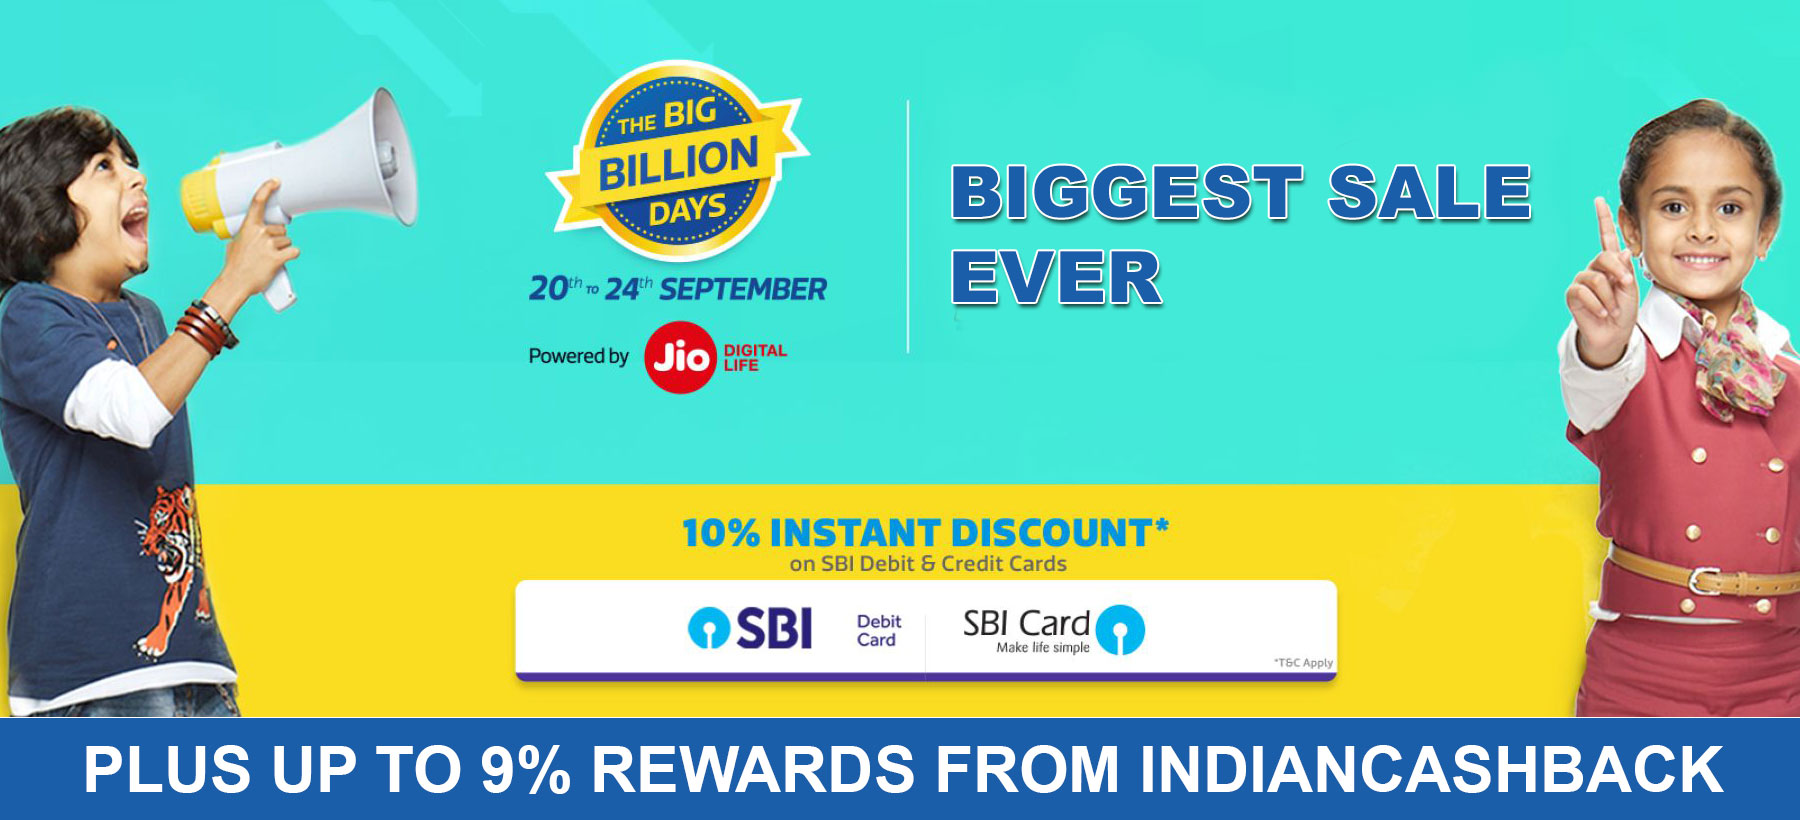 THE BIG
BILLION
DAYS
20th TO 24th SEPTEMBER
Powered by Jio DIGITAL
LIFE
BIGGEST SALE
EVER
10% INSTANT DISCOUNT*
on SBI Debit & Credit Cards
SBI
Debit
Card
SBI Card
Make life simple
*T&C Apply
PLUS UP TO 9% REWARDS FROM INDIANCASHBACK